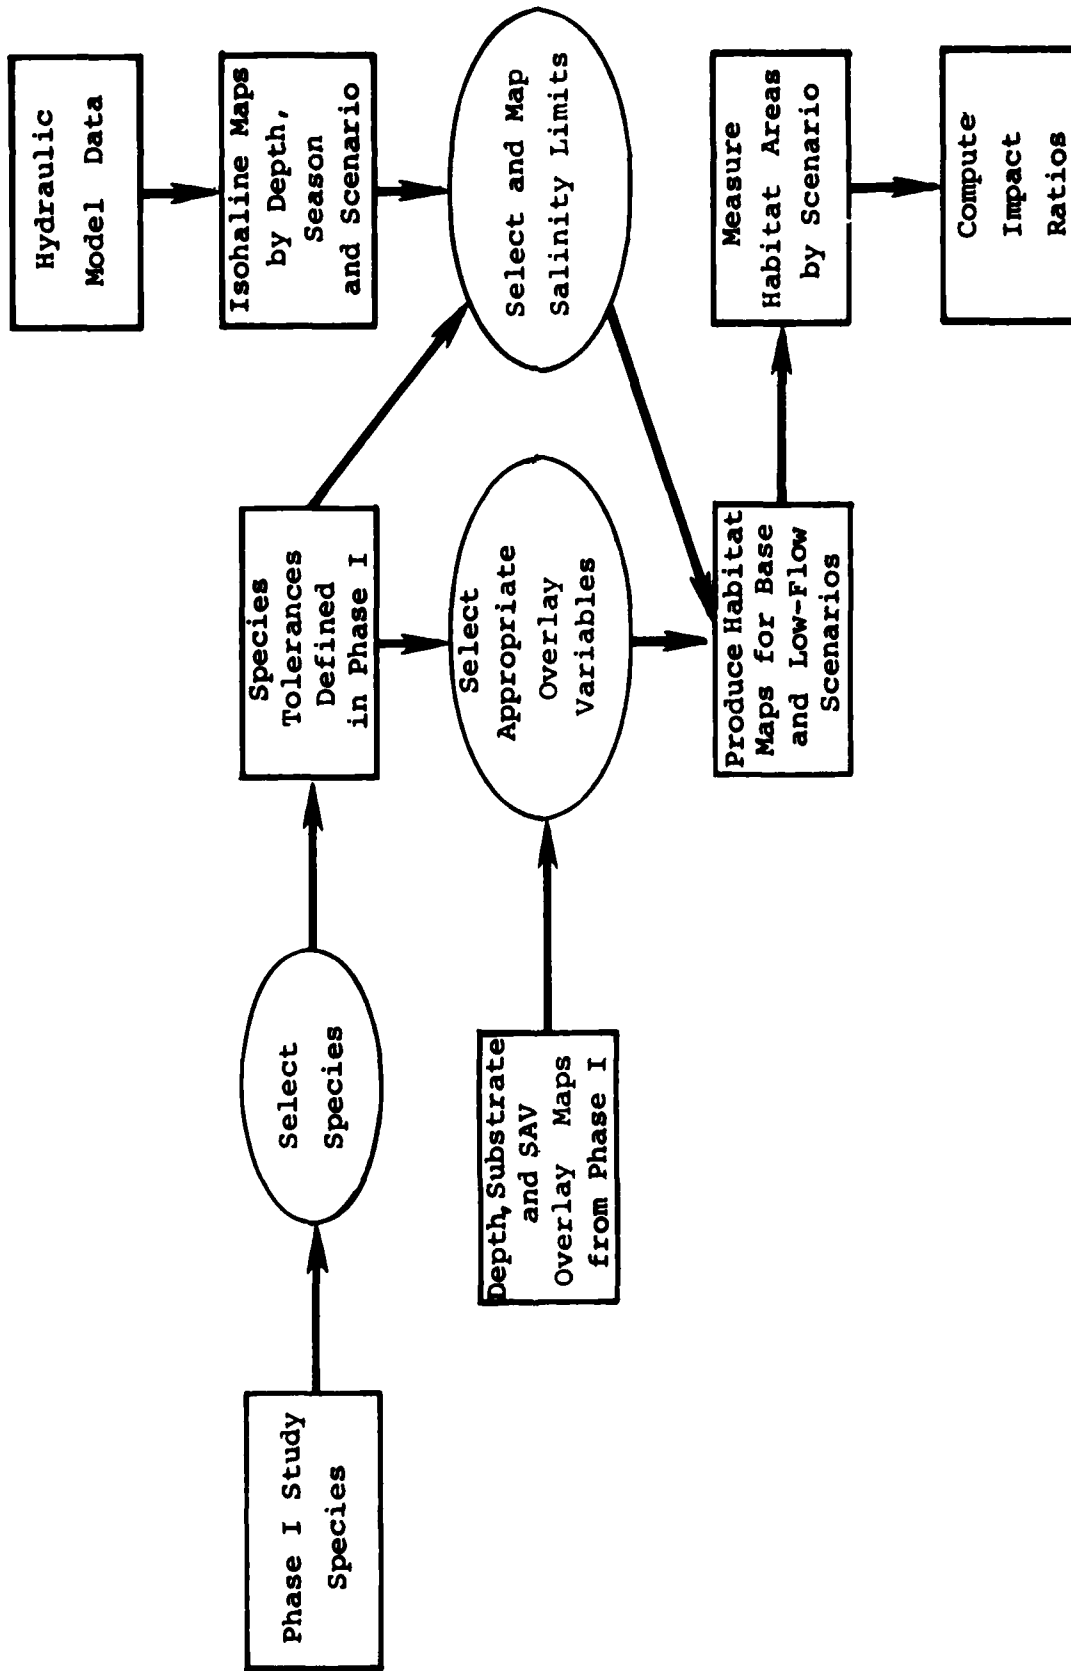 Hydraulic
Model Data
Isohaline Maps
by Depth,
Season
and Scenario
Select and Map
Salinity Limits
Species
Tolerances
Defined
in Phase I
Select
Species
Phase I Study
Species
Select
Appropriate
Overlay
Variables
Depth, Substrate
and SAV
Overlay Maps
from Phase I
Produce Habitat
Maps for Base
and Low-Flow
Scenarios
Measure
Habitat Areas
by Scenario
Compute
Impact
Ratios